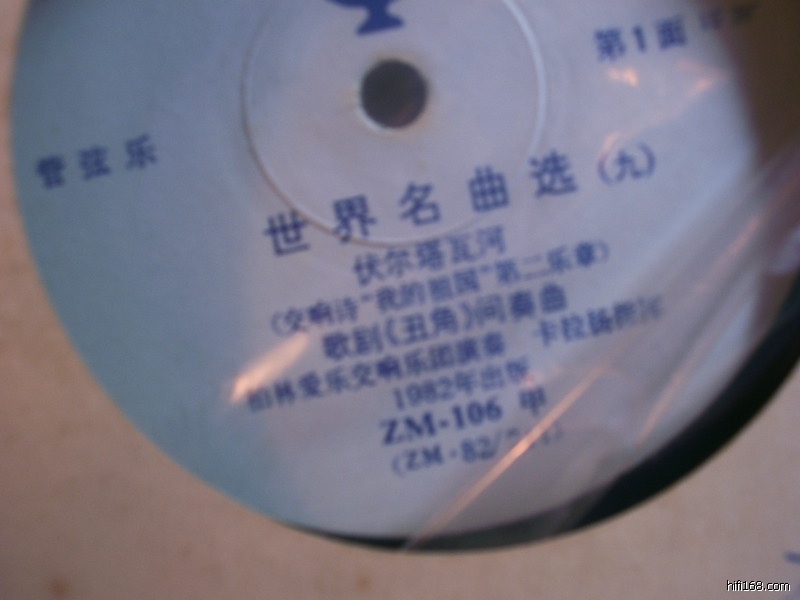 第1面
管弦乐
世界名曲选(九)
伏尔塔瓦河
(交响诗“我的祖国”第二乐章)
歌剧《丑角》间奏曲
柏林爱乐交响乐团演奏 卡拉扬指挥
1982年出版
ZM·106 甲
(ZM·82/
hifi168.com